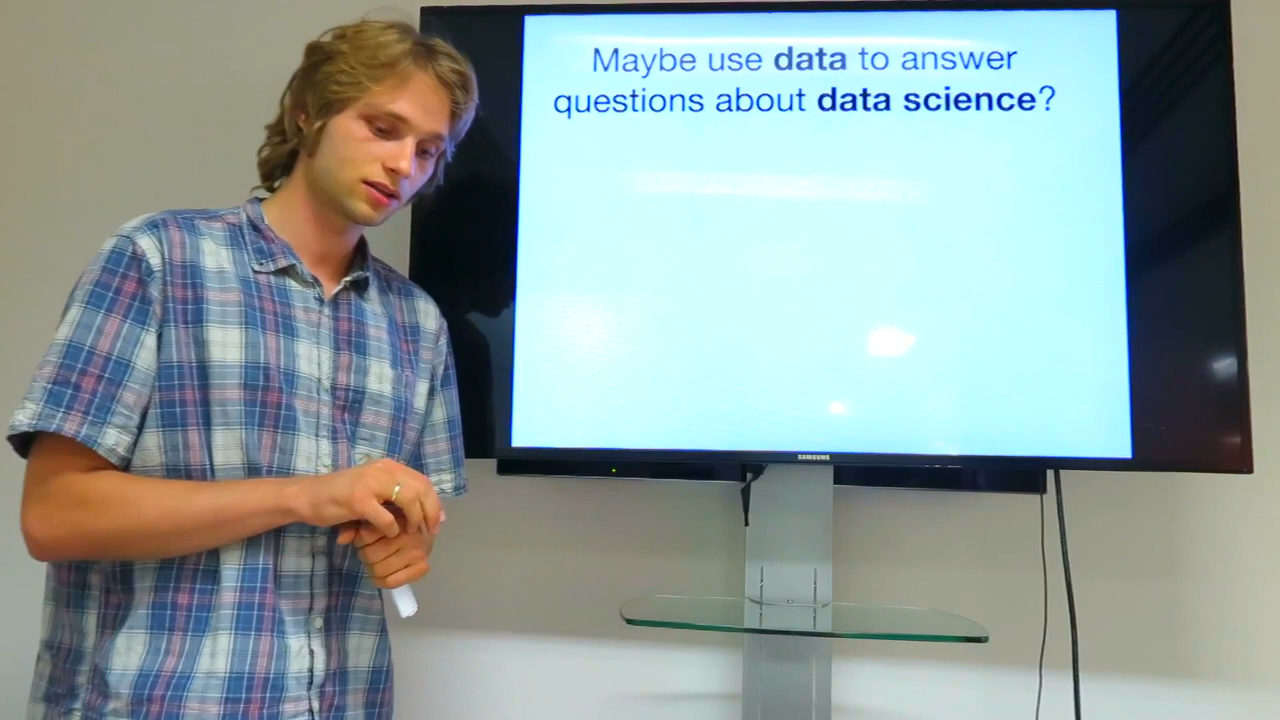 Maybe use data to answer
questions about data science?
SAMSUNG